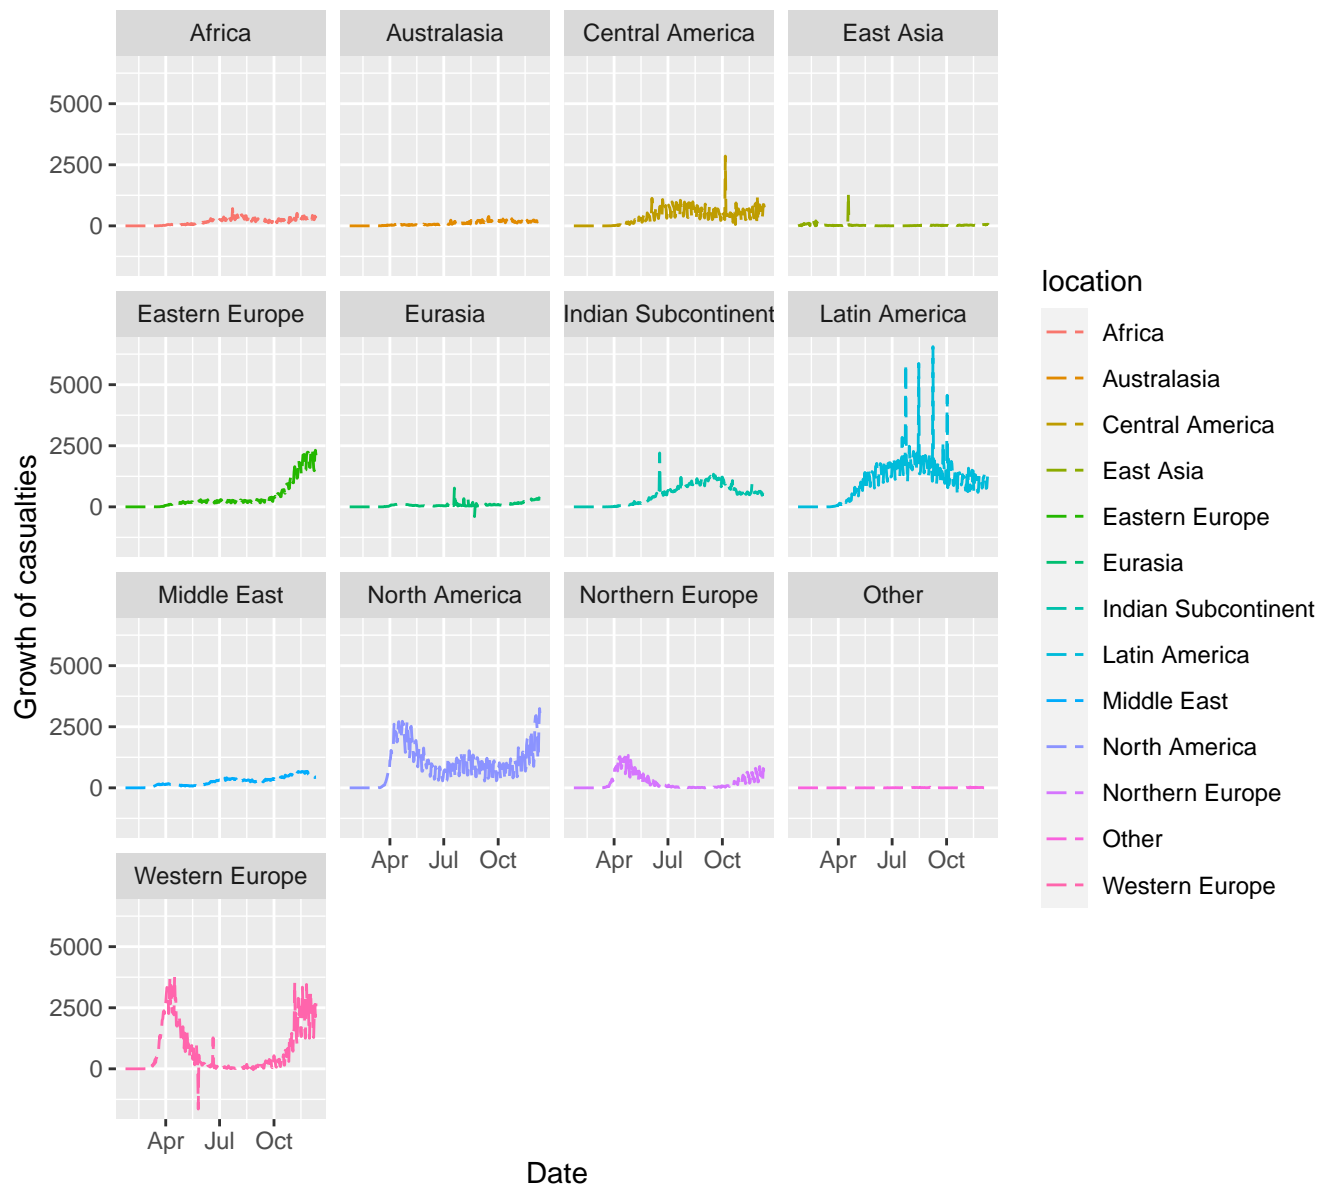 Africa
Australasia
Central America
East Asia
5000
2500
0
Eastern Europe
Eurasia
Indian Subcontinent
Latin America
5000
2500
0
Middle East
North America
Northern Europe
Other
5000
2500
0
Apr Jul Oct
Apr Jul Oct
Apr Jul Oct
Western Europe
5000
2500
0
Apr Jul Oct
Date
Growth of casualties
location
Africa
Australasia
Central America
East Asia
Eastern Europe
Eurasia
Indian Subcontinent
Latin America
Middle East
North America
Northern Europe
Other
Western Europe